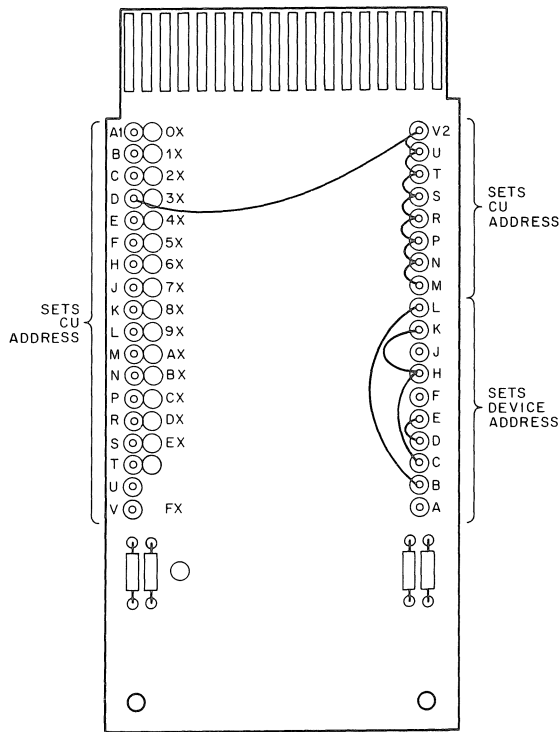 A1 0X V2
B 1X U
C 2X T
D 3X S
E 4X R
F 5X P
H 6X N
J 7X M
K 8X L
L 9X K
M AX J
N BX H
P CX F
R DX E
S EX D
T C
U B
V FX A
SETS
CU
ADDRESS
SETS
CU
ADDRESS
SETS
DEVICE
ADDRESS